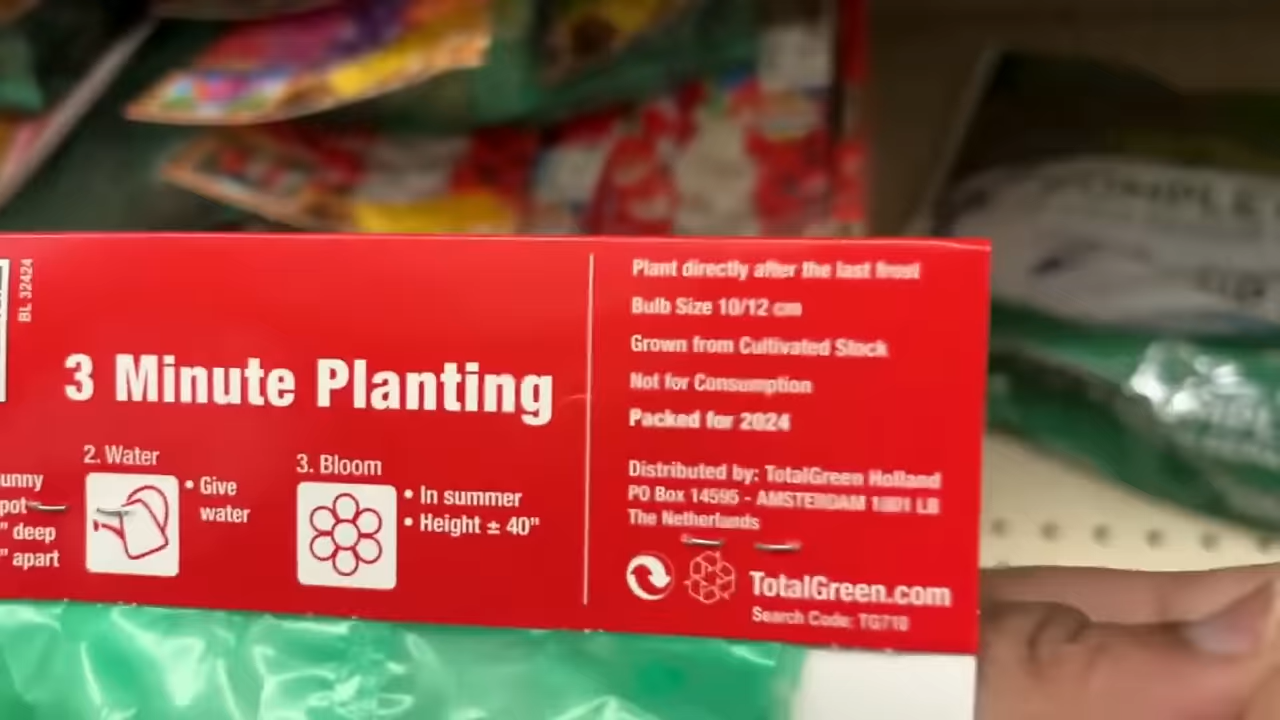 BL 32424
3 Minute Planting
unny
pot
" deep
" apart
2. Water
• Give
water
3. Bloom
• In summer
• Height ± 40"
Plant directly after the last frost
Bulb Size 10/12 cm
Grown from Cultivated Stock
Not for Consumption
Packed for 2024
Distributed by: TotalGreen Holland
PO Box 14595 - AMSTERDAM 1001 LB
The Netherlands
TotalGreen.com
Search Code: TG710